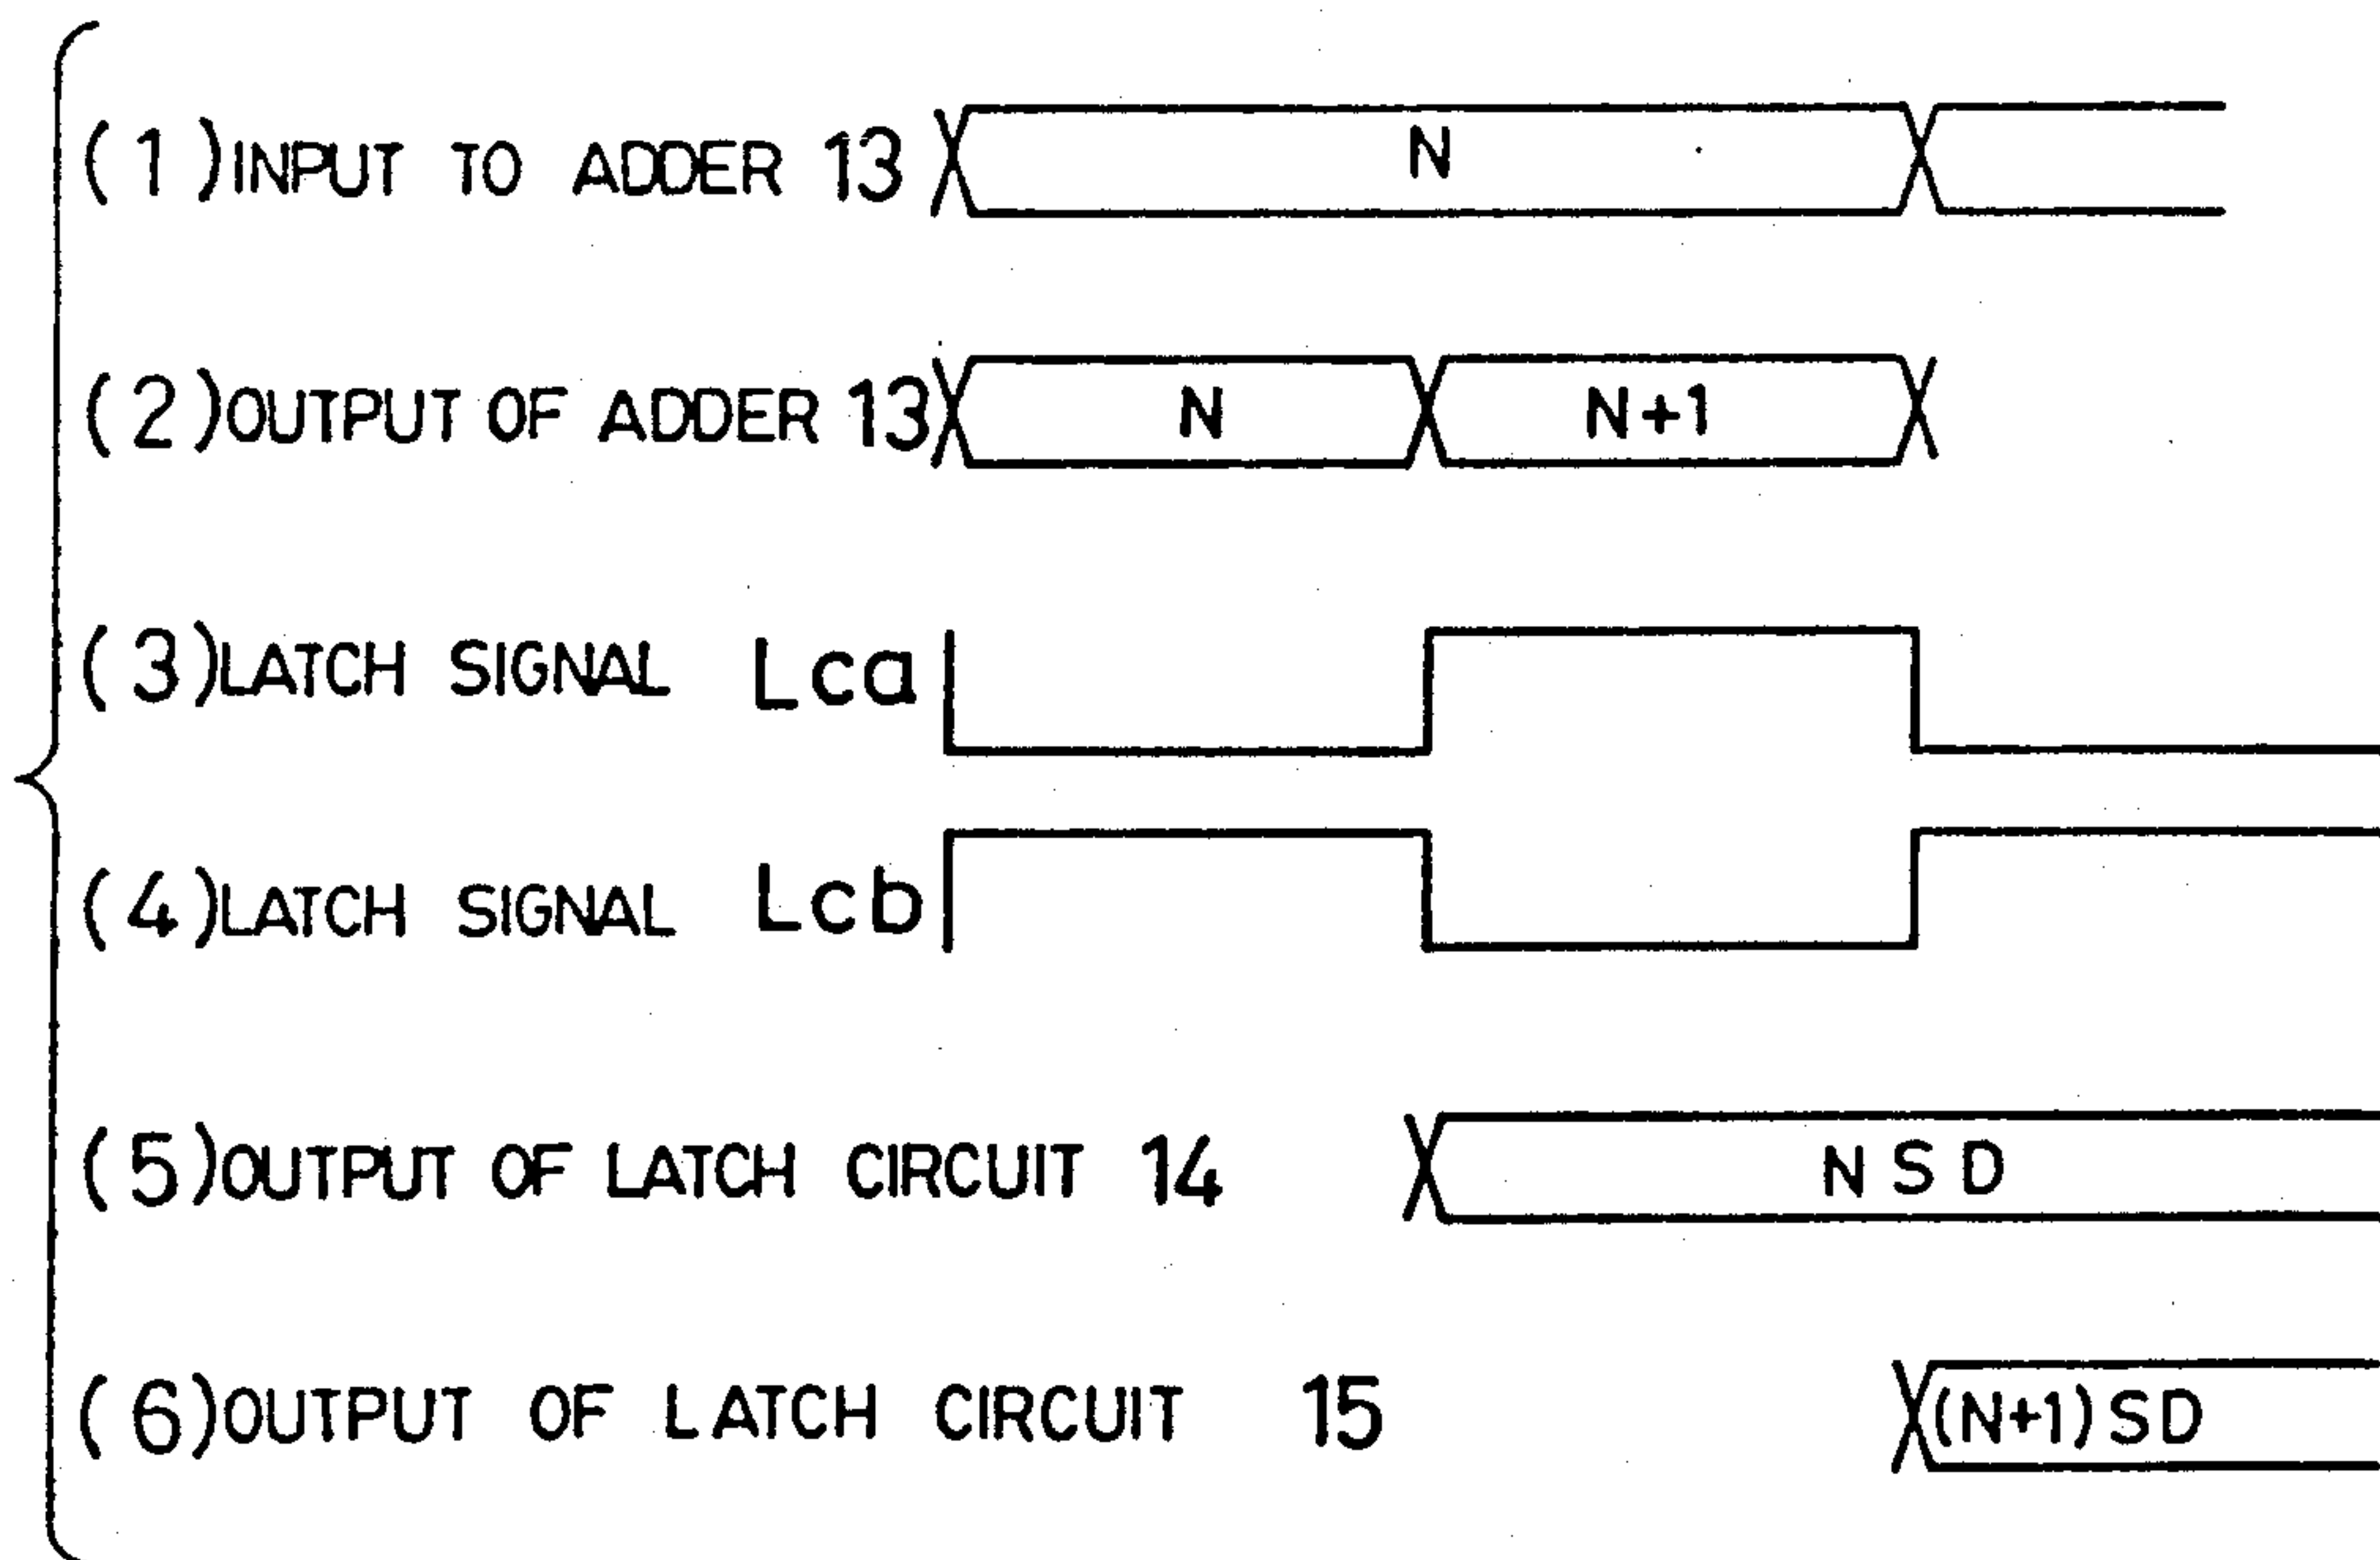 (1) INPUT TO ADDER 13 N
(2) OUTPUT OF ADDER 13 N N+1
(3) LATCH SIGNAL Lca
(4) LATCH SIGNAL Lcb
(5) OUTPUT OF LATCH CIRCUIT 14 NSD
(6) OUTPUT OF LATCH CIRCUIT 15 (N+1)SD